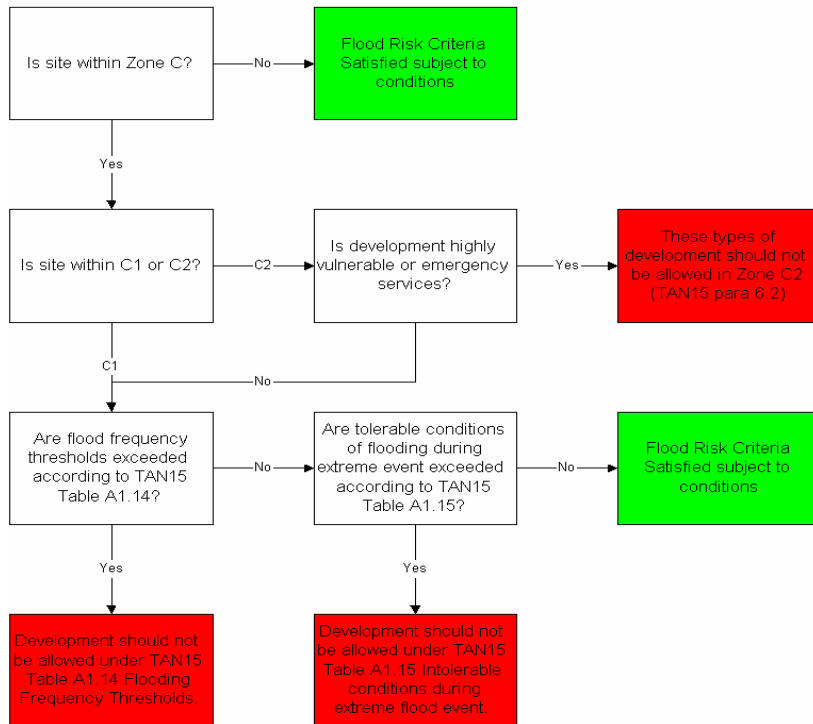 Is site within Zone C?
No
Flood Risk Criteria
Satisfied subject to
conditions
Yes
Is site within C1 or C2?
C2
Is development highly
vulnerable or emergency
services?
Yes
These types of
development should not
be allowed in Zone C2
(TAN15 para 6.2)
C1
No
Are flood frequency
thresholds exceeded
according to TAN15
Table A1.14?
No
Are tolerable conditions
of flooding during
extreme event exceeded
according to TAN15
Table A1.15?
No
Flood Risk Criteria
Satisfied subject to
conditions
Yes
Yes
Development should not
be allowed under TAN15
Table A1.14 Flooding
Frequency Thresholds.
Development should not
be allowed under TAN15
Table A1.15 Intolerable
conditions during
extreme flood event.